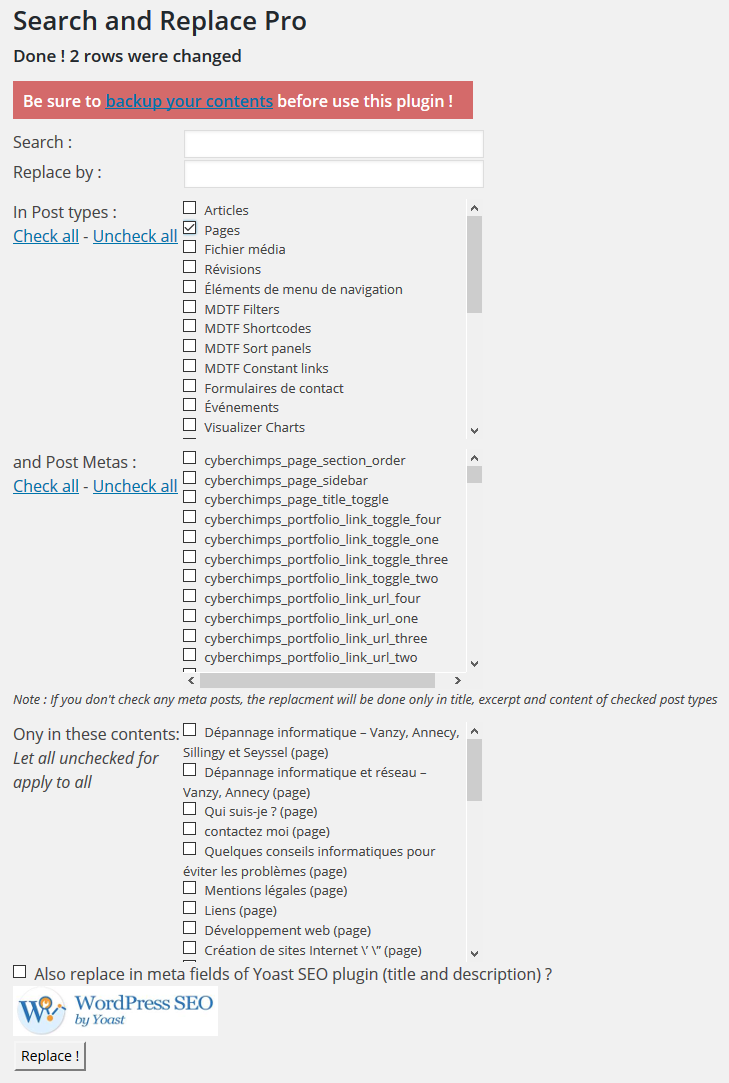 Search and Replace Pro
Done ! 2 rows were changed
Be sure to backup your contents before use this plugin !
Search :
Replace by :
In Post types :
Check all - Uncheck all
Articles
Pages
Fichier média
Révisions
Éléments de menu de navigation
MDTF Filters
MDTF Shortcodes
MDTF Sort panels
MDTF Constant links
Formulaires de contact
Événements
Visualizer Charts
and Post Metas :
Check all - Uncheck all
cyberchimps_page_section_order
cyberchimps_page_sidebar
cyberchimps_page_title_toggle
cyberchimps_portfolio_link_toggle_four
cyberchimps_portfolio_link_toggle_one
cyberchimps_portfolio_link_toggle_three
cyberchimps_portfolio_link_toggle_two
cyberchimps_portfolio_link_url_four
cyberchimps_portfolio_link_url_one
cyberchimps_portfolio_link_url_three
cyberchimps_portfolio_link_url_two
Note : If you don't check any meta posts, the replacment will be done only in title, excerpt and content of checked post types
Ony in these contents:
Let all unchecked for
apply to all
Dépannage informatique – Vanzy, Annecy,
Sillingy et Seyssel (page)
Dépannage informatique et réseau –
Vanzy, Annecy (page)
Qui suis-je ? (page)
contactez moi (page)
Quelques conseils informatiques pour
éviter les problèmes (page)
Mentions légales (page)
Liens (page)
Développement web (page)
Création de sites Internet \’ \” (page)
Also replace in meta fields of Yoast SEO plugin (title and description) ?
WordPress SEO
by Yoast
Replace !